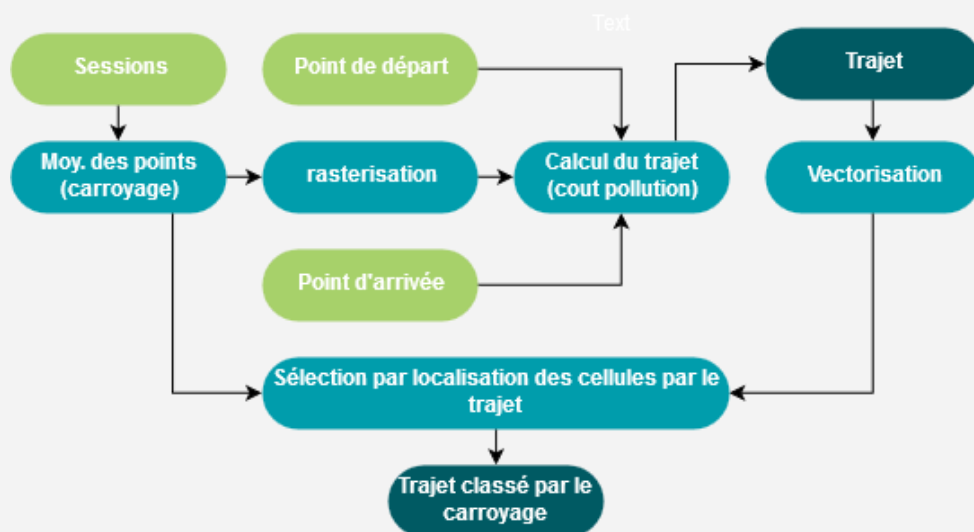 Text
Sessions
Point de départ
Trajet
Moy. des points
(carroyage)
rasterisation
Calcul du trajet
(cout pollution)
Vectorisation
Point d'arrivée
Sélection par localisation des cellules par le
trajet
Trajet classé par le
carroyage